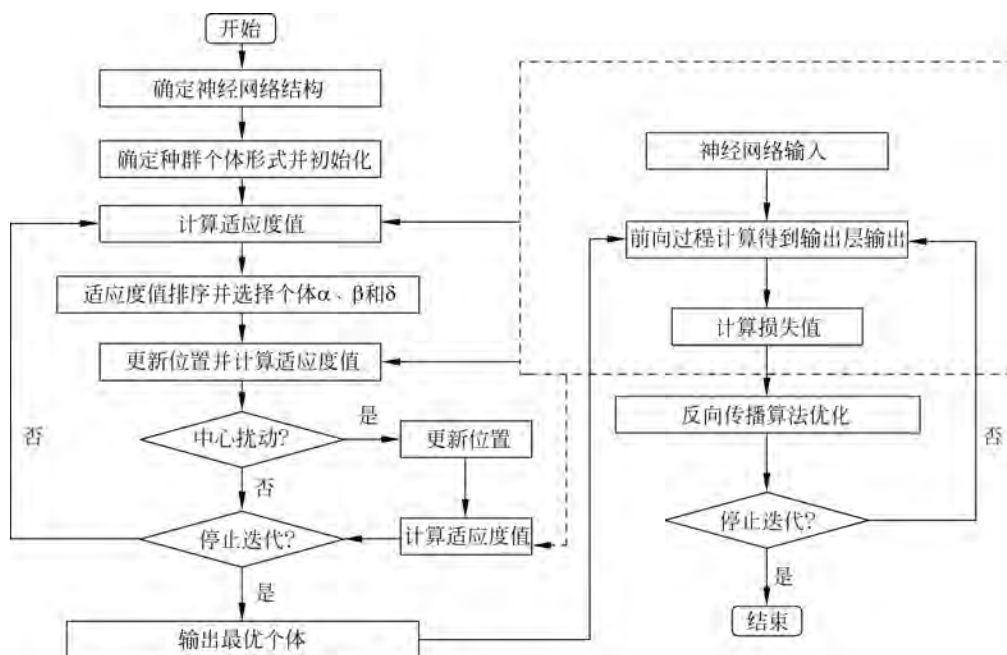 开始
确定神经网络结构
确定种群个体形式并初始化
计算适应度值
适应度值排序并选择个体α、β和δ
更新位置并计算适应度值
中心扰动?
是
更新位置
否
否
停止迭代?
计算适应度值
是
输出最优个体
神经网络输入
前向过程计算得到输出层输出
计算损失值
反向传播算法优化
否
停止迭代?
是
结束